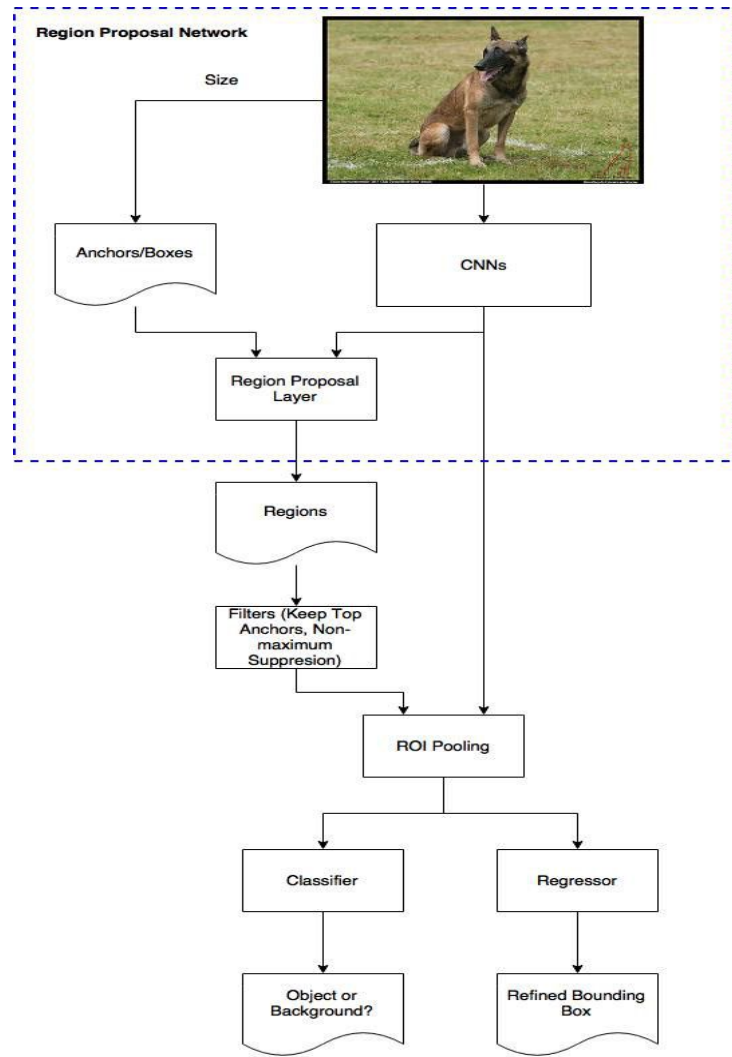 Region Proposal Network
Size
Anchors/Boxes
CNNs
Region Proposal
Layer
Regions
Filters (Keep Top
Anchors, Non-
maximum
Suppresion)
ROI Pooling
Classifier
Regressor
Object or
Background?
Refined Bounding
Box